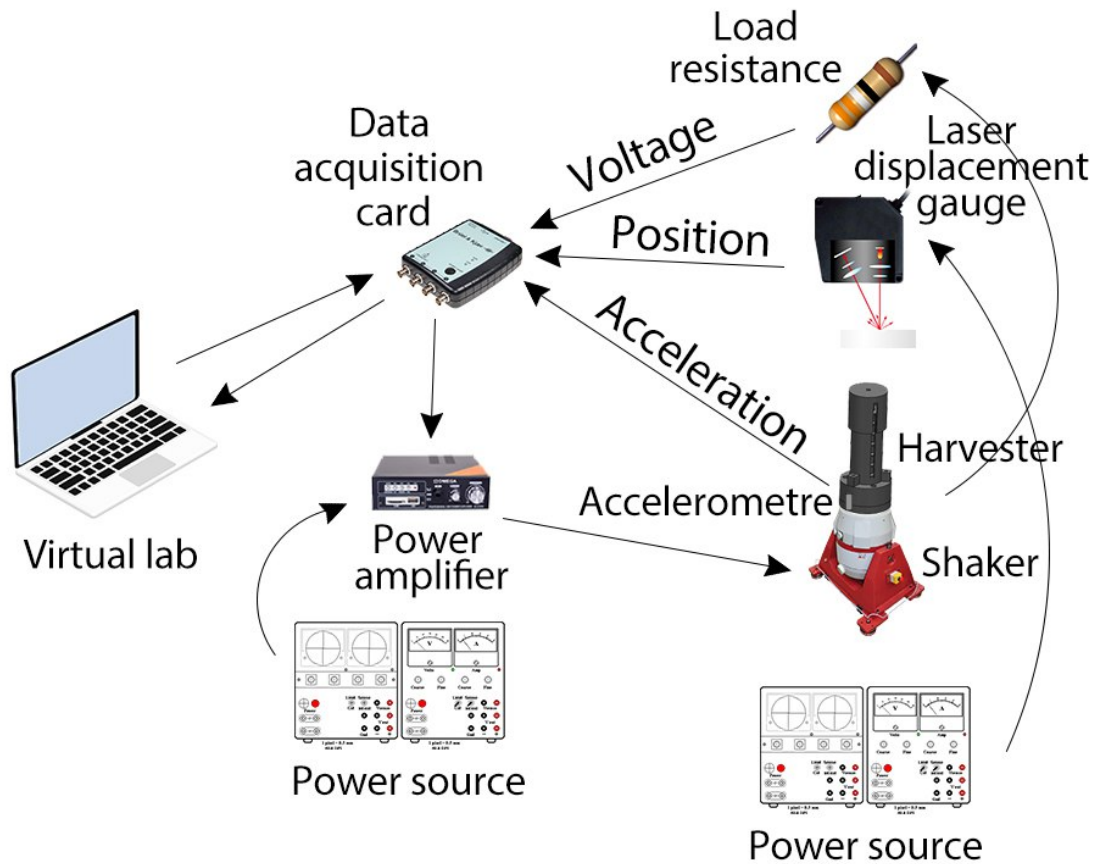 Load
resistance
Data
acquisition
card
Voltage
Laser
displacement
gauge
Position
Acceleration
Harvester
Accelerometre
Shaker
Virtual lab
Power
amplifier
Power source
Power source